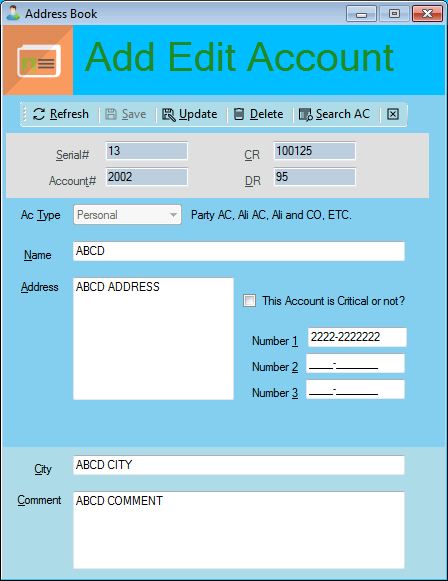 Address Book
Add Edit Account
Refresh Save Update Delete Search AC
Serial# 13 CR 100125
Account# 2002 DR 95
Ac Type Personal Party AC, Ali AC, Ali and CO, ETC.
Name ABCD
Address ABCD ADDRESS
This Account is Critical or not?
Number 1 2222-2222222
Number 2 ____-_______
Number 3 ____-_______
City ABCD CITY
Comment ABCD COMMENT